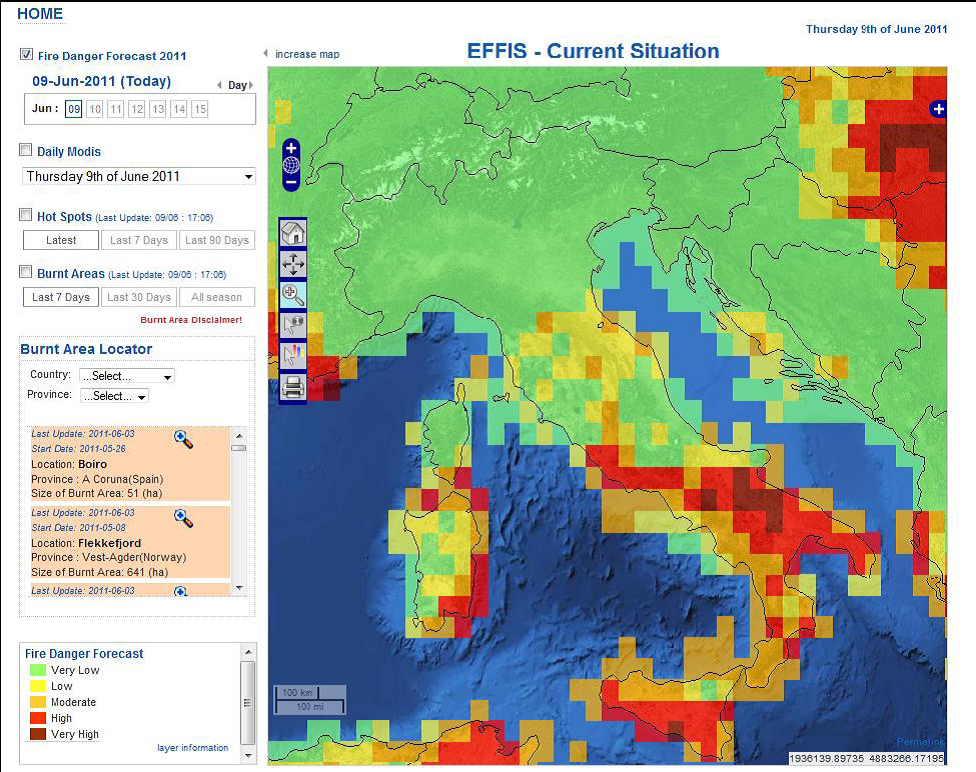 HOME
Thursday 9th of June 2011
Fire Danger Forecast 2011
increase map
EFFIS - Current Situation
09-Jun-2011 (Today)
Day
Jun : 09 10 11 12 13 14 15
Daily Modis
Thursday 9th of June 2011
Hot Spots (Last Update: 09/06 : 17:06)
Latest Last 7 Days Last 90 Days
Burnt Areas (Last Update: 09/06 : 17:06)
Last 7 Days Last 30 Days All season
Burnt Area Disclaimer!
Burnt Area Locator
Country: ...Select...
Province: ...Select...
Last Update: 2011-06-03
Start Date: 2011-05-26
Location: Boiro
Province : A Coruna(Spain)
Size of Burnt Area: 51 (ha)
Last Update: 2011-06-03
Start Date: 2011-05-08
Location: Flekkefjord
Province : Vest-Agder(Norway)
Size of Burnt Area: 641 (ha)
Last Update: 2011-06-03
Fire Danger Forecast
Very Low
Low
Moderate
High
Very High
layer information
100 km
100 mi
Permalink
1936139.89735 4883266.17195